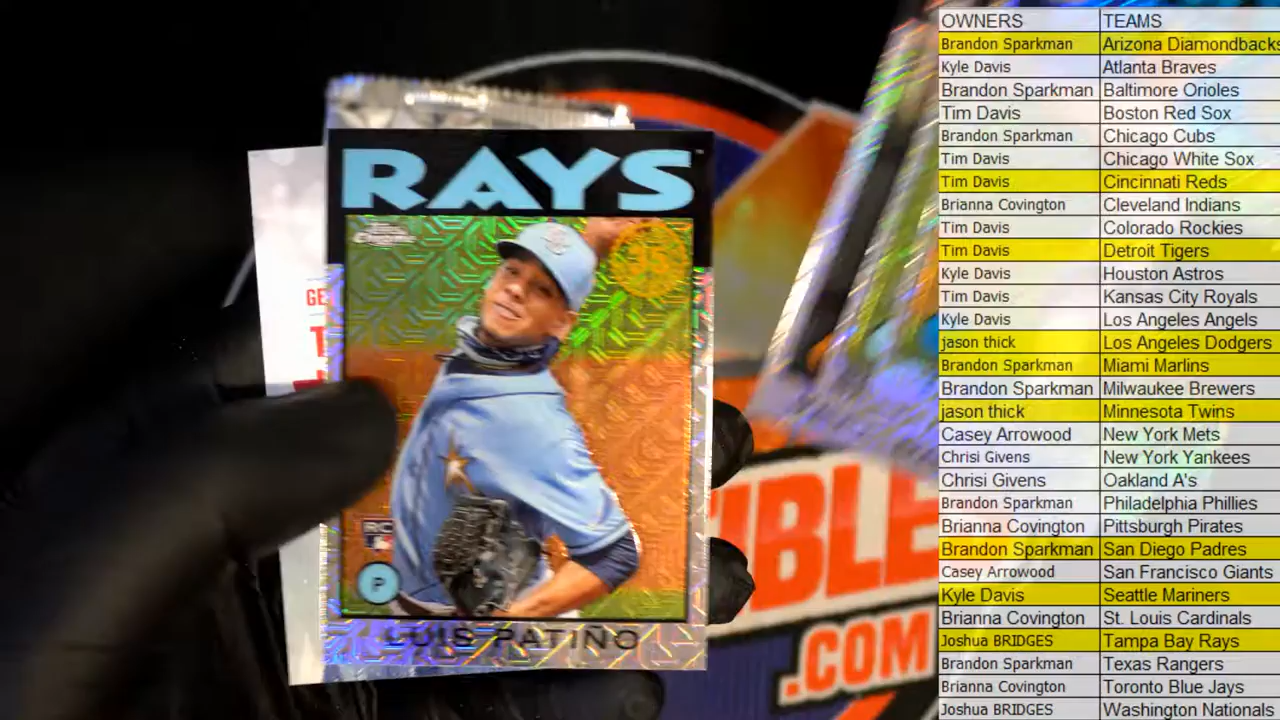 RAYS
Topps
Chrome
35
GE
T
RC
P
LUIS PATIÑO
IBLE
.COM
OWNERS TEAMS
Brandon Sparkman Arizona Diamondbacks
Kyle Davis Atlanta Braves
Brandon Sparkman Baltimore Orioles
Tim Davis Boston Red Sox
Brandon Sparkman Chicago Cubs
Tim Davis Chicago White Sox
Tim Davis Cincinnati Reds
Brianna Covington Cleveland Indians
Tim Davis Colorado Rockies
Tim Davis Detroit Tigers
Kyle Davis Houston Astros
Tim Davis Kansas City Royals
Kyle Davis Los Angeles Angels
jason thick Los Angeles Dodgers
Brandon Sparkman Miami Marlins
Brandon Sparkman Milwaukee Brewers
jason thick Minnesota Twins
Casey Arrowood New York Mets
Chrisi Givens New York Yankees
Chrisi Givens Oakland A's
Brandon Sparkman Philadelphia Phillies
Brianna Covington Pittsburgh Pirates
Brandon Sparkman San Diego Padres
Casey Arrowood San Francisco Giants
Kyle Davis Seattle Mariners
Brianna Covington St. Louis Cardinals
Joshua BRIDGES Tampa Bay Rays
Brandon Sparkman Texas Rangers
Brianna Covington Toronto Blue Jays
Joshua BRIDGES Washington Nationals